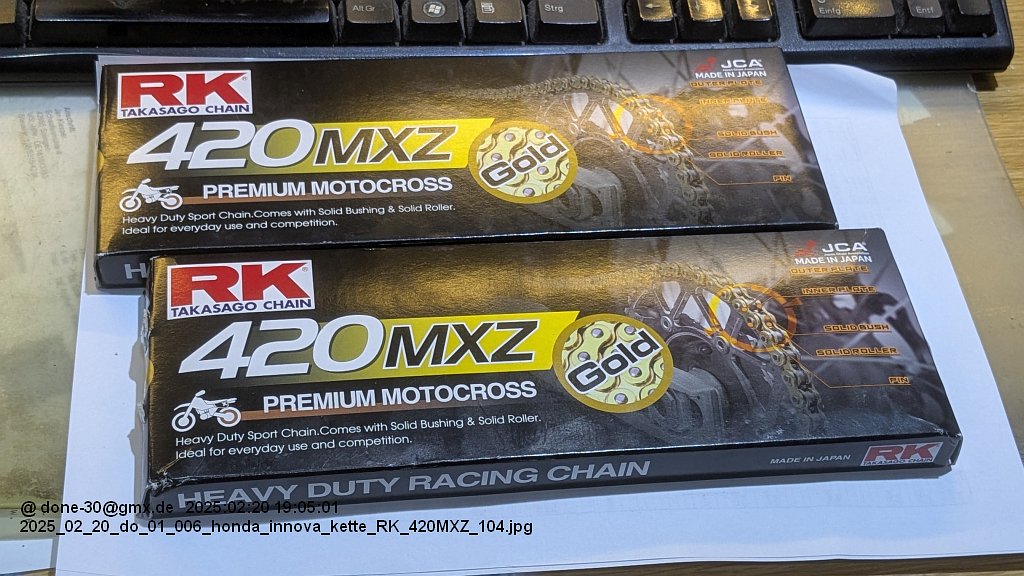 Alt Gr
Strg
Einfg
Entf
RK
TAKASAGO CHAIN
JCA
MADE IN JAPAN
OUTER PLATE
INNER PLATE
SOLID BUSH
SOLID ROLLER
PIN
420MXZ
Gold
PREMIUM MOTOCROSS
Heavy Duty Sport Chain.Comes with Solid Bushing & Solid Roller.
Ideal for everyday use and competition.
H
RK
TAKASAGO CHAIN
JCA
MADE IN JAPAN
OUTER PLATE
INNER PLATE
SOLID BUSH
SOLID ROLLER
PIN
420MXZ
Gold
PREMIUM MOTOCROSS
Heavy Duty Sport Chain.Comes with Solid Bushing & Solid Roller.
Ideal for everyday use and competition.
HEAVY DUTY RACING CHAIN
MADE IN JAPAN
RK
TAKASAGO CHAIN
@ done-30@gmx.de 2025:02:20 19:05:01
2025_02_20_do_01_006_honda_innova_kette_RK_420MXZ_104.jpg